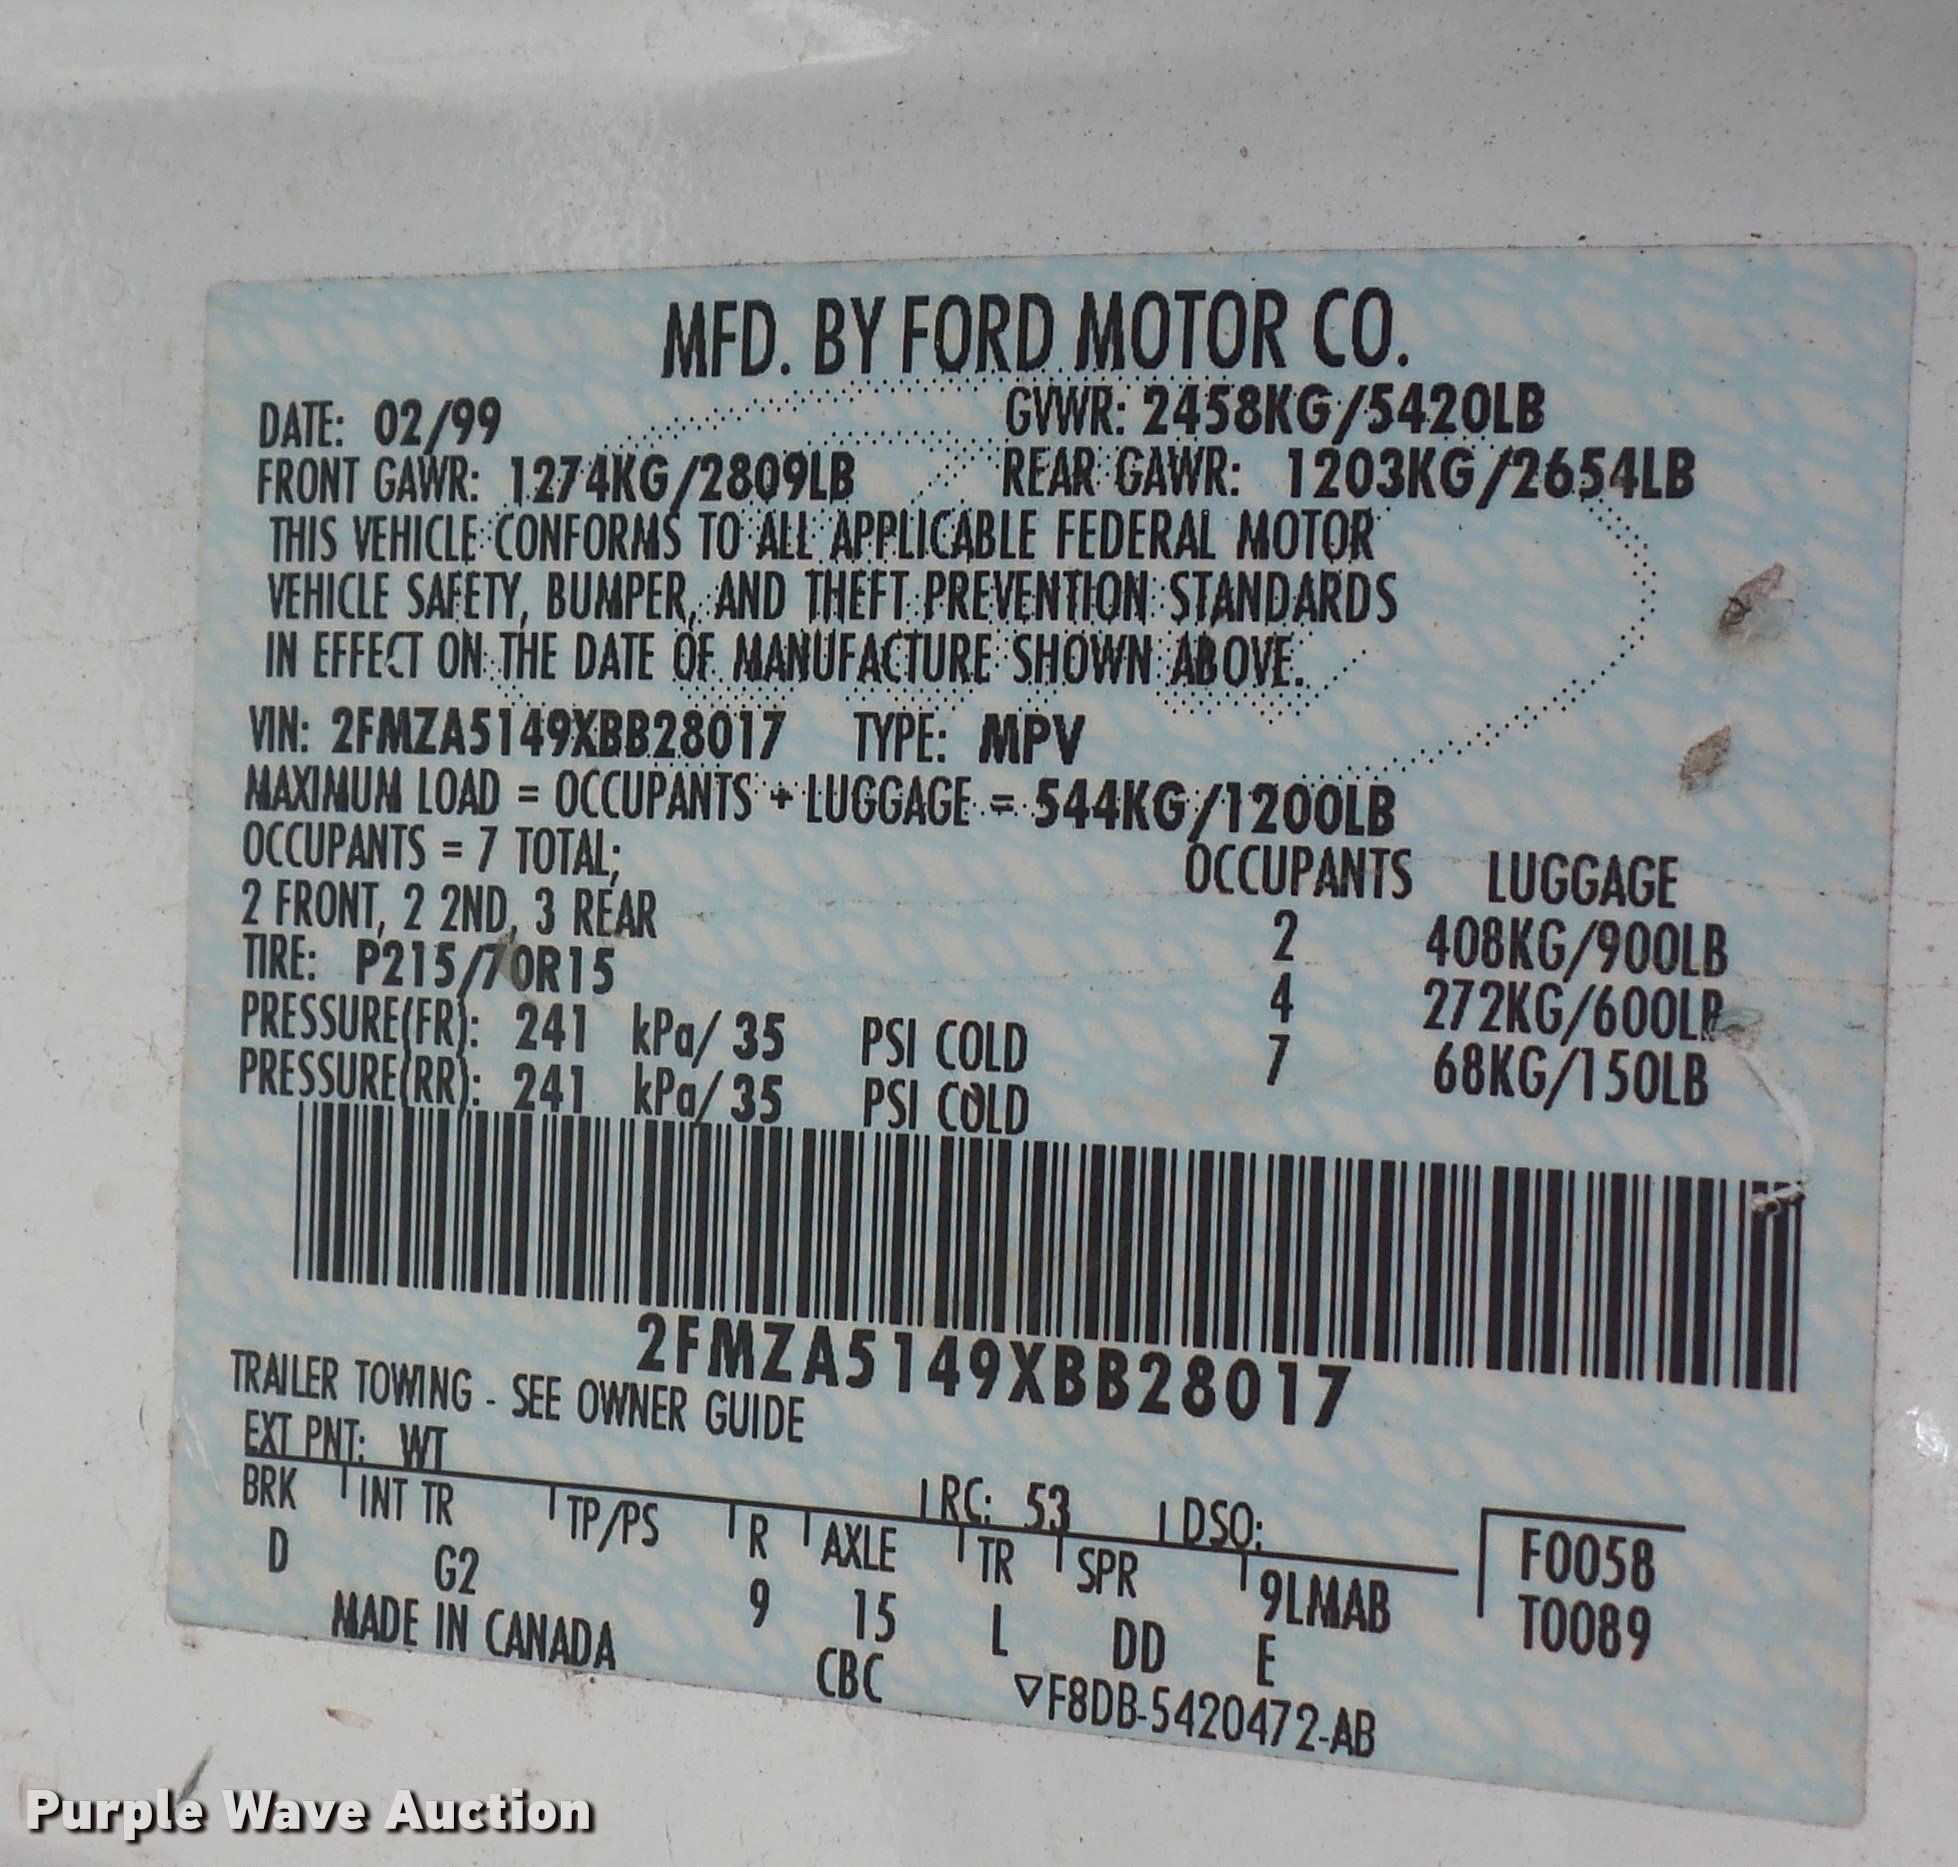 MFD. BY FORD MOTOR CO.
DATE: 02/99 GVWR: 2458KG/5420LB
FRONT GAWR: 1274KG/2809LB REAR GAWR: 1203KG/2654LB
THIS VEHICLE CONFORMS TO ALL APPLICABLE FEDERAL MOTOR
VEHICLE SAFETY, BUMPER, AND THEFT PREVENTION STANDARDS
IN EFFECT ON THE DATE OF MANUFACTURE SHOWN ABOVE.
VIN: 2FMZA5149XBB28017 TYPE: MPV
MAXIMUM LOAD = OCCUPANTS + LUGGAGE = 544KG/1200LB
OCCUPANTS = 7 TOTAL; OCCUPANTS LUGGAGE
2 FRONT, 2 2ND, 3 REAR 2 408KG/900LB
TIRE: P215/70R15 4 272KG/600LB
PRESSURE(FR): 241 kPa/ 35 PSI COLD 7 68KG/150LB
PRESSURE(RR): 241 kPa/ 35 PSI COLD
2FMZA5149XBB28017
TRAILER TOWING - SEE OWNER GUIDE
EXT PNT: WT RC: 53 DSO:
BRK INT TR TP/PS R AXLE TR SPR 9LMAB F0058
D G2 9 15 L DD E T0089
MADE IN CANADA CBC ▽F8DB-5420472-AB
Purple Wave Auction